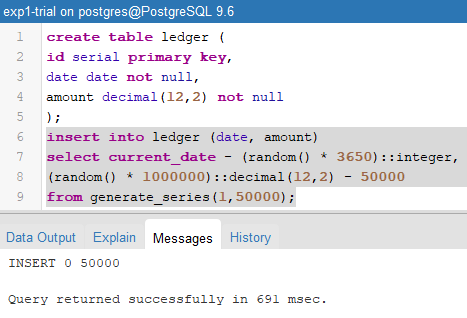 exp1-trial on postgres@PostgreSQL 9.6
1 create table ledger (
2 id serial primary key,
3 date date not null,
4 amount decimal(12,2) not null
5 );
6 insert into ledger (date, amount)
7 select current_date - (random() * 3650)::integer,
8 (random() * 1000000)::decimal(12,2) - 50000
9 from generate_series(1,50000);
Data Output Explain Messages History
INSERT 0 50000
Query returned successfully in 691 msec.